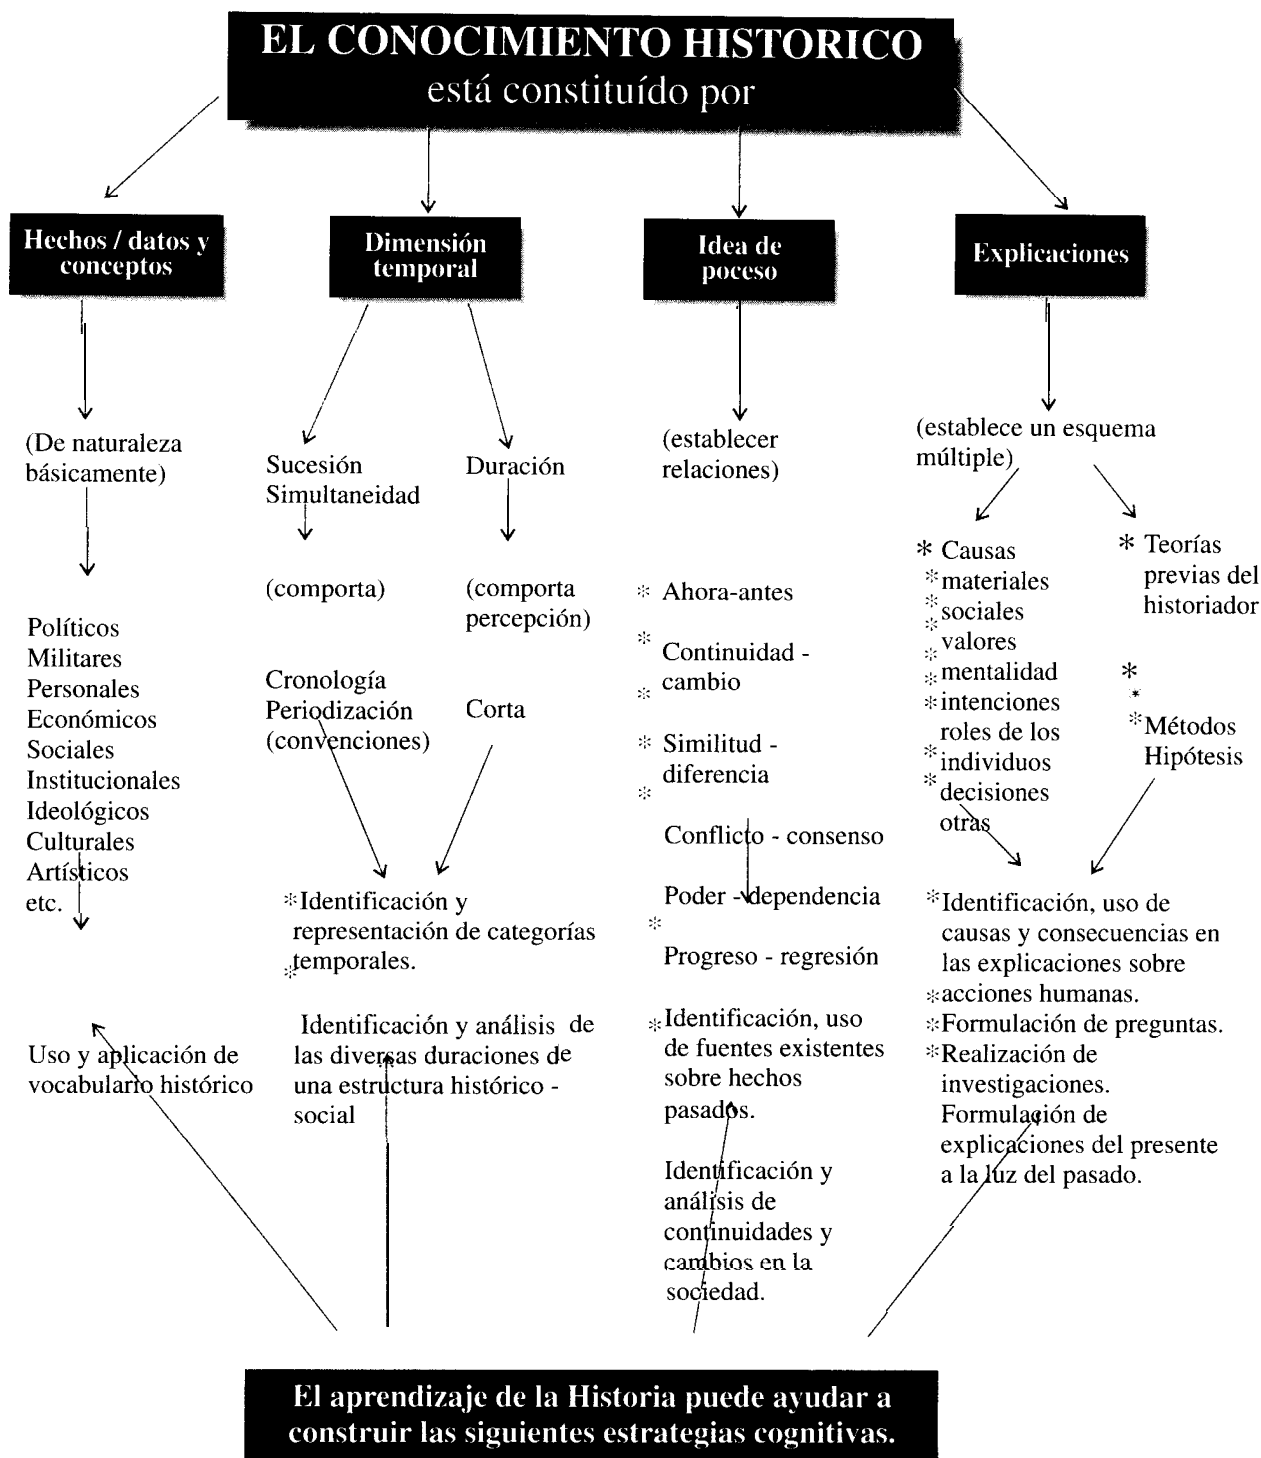 EL CONOCIMIENTO HISTORICO
está constituído por
Hechos / datos y
conceptos
(De naturaleza
básicamente)
Políticos
Militares
Personales
Económicos
Sociales
Institucionales
Ideológicos
Culturales
Artísticos
etc.
Uso y aplicación de
vocabulario histórico
Dimensión
temporal
Sucesión
Simultaneidad
(comporta)
Cronología
Periodización
(convenciones)
Duración
(comporta
percepción)
Corta
* Identificación y
representación de categorías
* temporales.
Identificación y análisis de
las diversas duraciones de
una estructura histórico -
social
Idea de
poceso
(establecer
relaciones)
* Ahora-antes
*
Continuidad -
cambio
*
* Similitud -
diferencia
*
Conflicto - consenso
Poder - dependencia
*
Progreso - regresión
* Identificación, uso
de fuentes existentes
sobre hechos
pasados.
Identificación y
análisis de
continuidades y
cambios en la
sociedad.
Explicaciones
(establece un esquema
múltiple)
* Causas
* materiales
* sociales
* valores
* mentalidad
* intenciones
roles de los
* individuos
* decisiones
otras
* Teorías
previas del
historiador
*
*
* Métodos
Hipótesis
* Identificación, uso de
causas y consecuencias en
las explicaciones sobre
* acciones humanas.
* Formulación de preguntas.
* Realización de
investigaciones.
Formulación de
explicaciones del presente
a la luz del pasado.
El aprendizaje de la Historia puede ayudar a
construir las siguientes estrategias cognitivas.